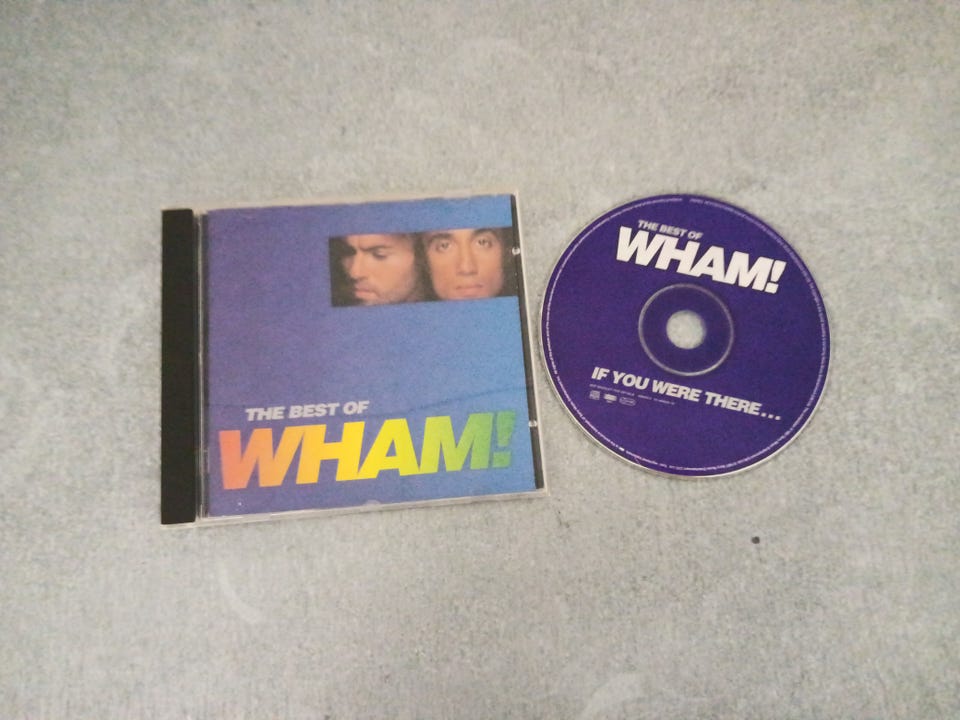 THE BEST OF
WHAM!
THE BEST OF
WHAM!
IF YOU WERE THERE...